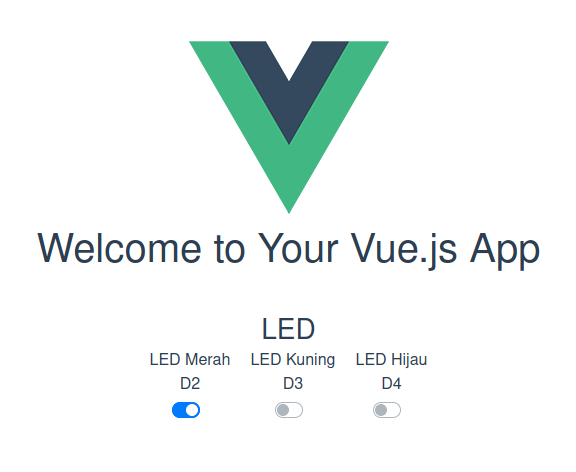 Welcome to Your Vue.js App
LED
LED Merah LED Kuning LED Hijau
D2 D3 D4